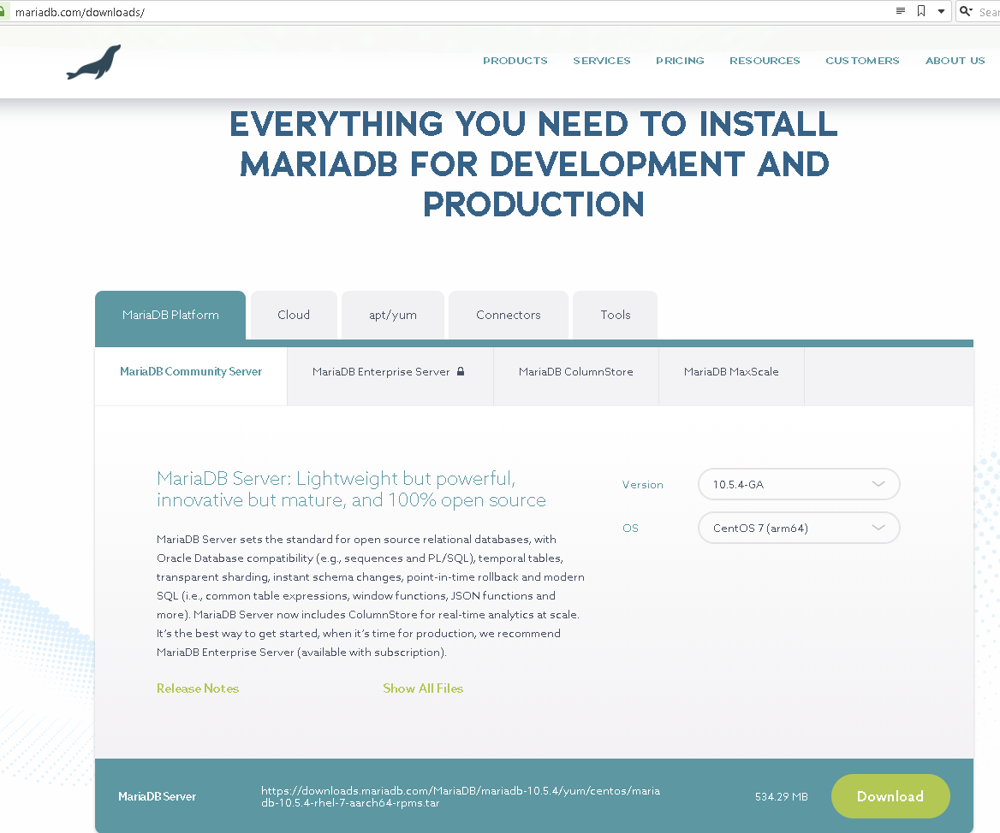 mariadb.com/downloads/
PRODUCTS SERVICES PRICING RESOURCES CUSTOMERS ABOUT US
EVERYTHING YOU NEED TO INSTALL
MARIADB FOR DEVELOPMENT AND
PRODUCTION
MariaDB Platform Cloud apt/yum Connectors Tools
MariaDB Community Server MariaDB Enterprise Server MariaDB ColumnStore MariaDB MaxScale
MariaDB Server: Lightweight but powerful,
innovative but mature, and 100% open source
Version 10.5.4-GA
OS CentOS 7 (arm64)
MariaDB Server sets the standard for open source relational databases, with
Oracle Database compatibility (e.g., sequences and PL/SQL), temporal tables,
transparent sharding, instant schema changes, point-in-time rollback and modern
SQL (i.e., common table expressions, window functions, JSON functions and
more). MariaDB Server now includes ColumnStore for real-time analytics at scale.
It's the best way to get started, when it's time for production, we recommend
MariaDB Enterprise Server (available with subscription).
Release Notes Show All Files
MariaDB Server
https://downloads.mariadb.com/MariaDB/mariadb-10.5.4/yum/centos/maria
db-10.5.4-rhel-7-aarch64-rpms.tar
534.29 MB
Download